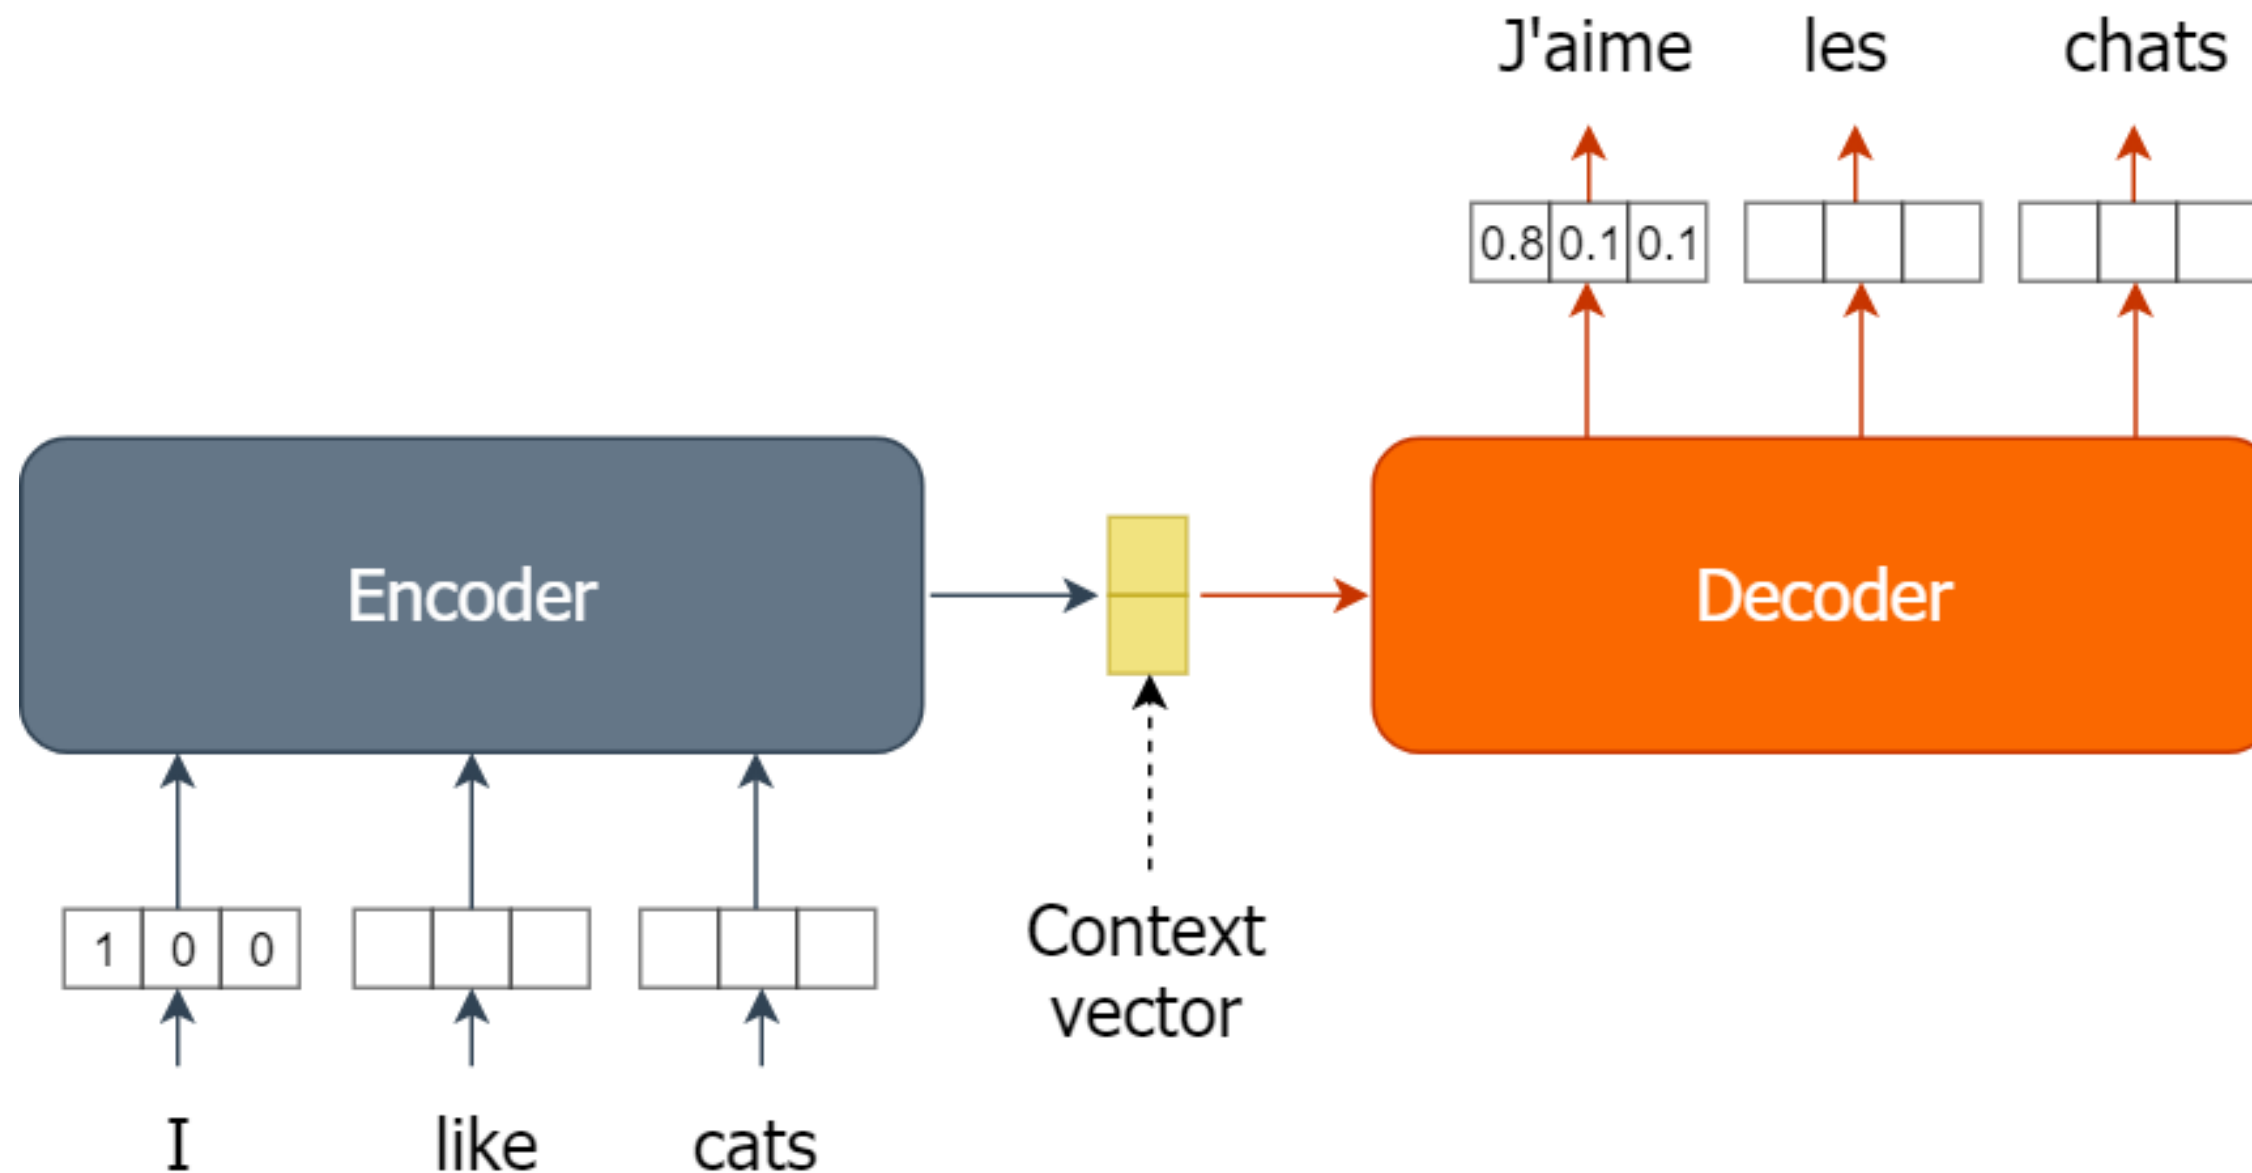 J'aime les chats
0.8 0.1 0.1
Encoder
Decoder
1 0 0
Context
vector
I like cats